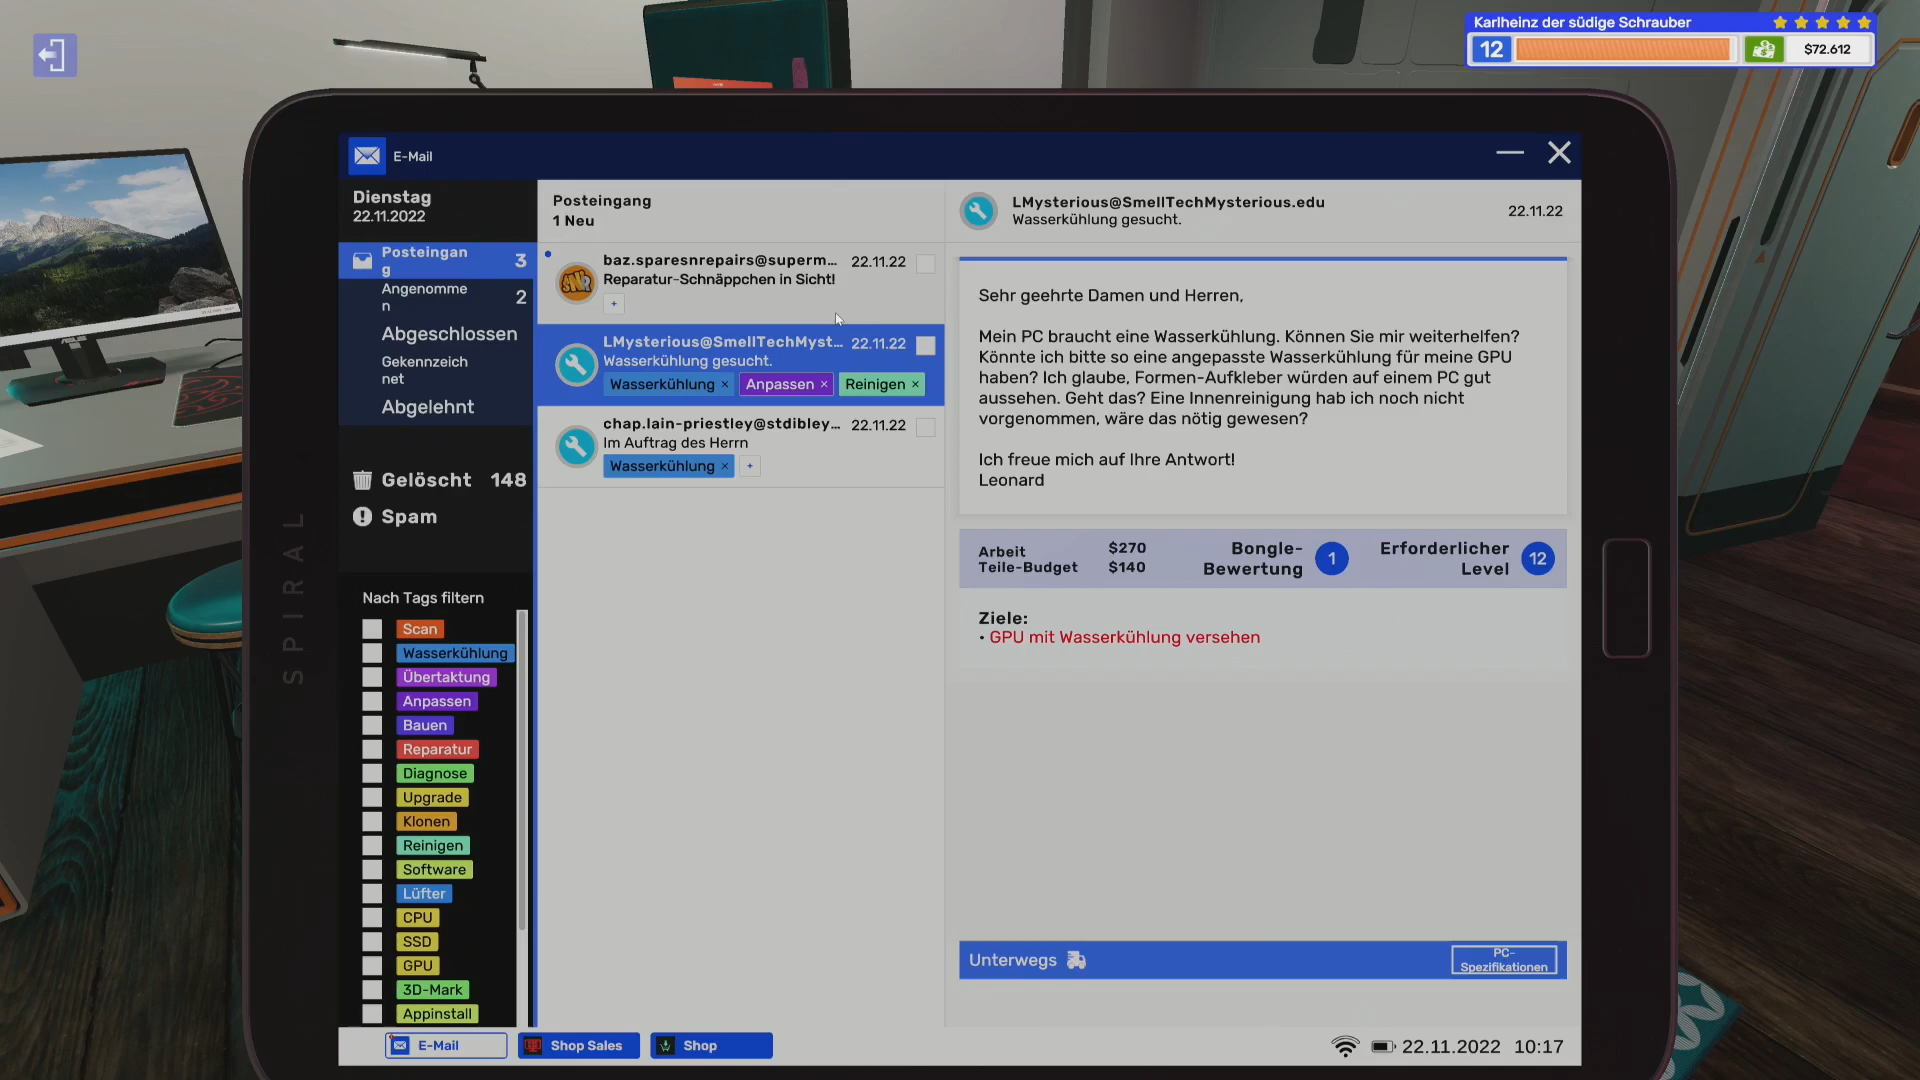 Karlheinz der südige Schrauber
12
$72.612
E-Mail
Dienstag
22.11.2022
Posteingan
g
3
Angenomme
n
2
Abgeschlossen
Gekennzeich
net
Abgelehnt
Gelöscht 148
Spam
Nach Tags filtern
Scan
Wasserkühlung
Übertaktung
Anpassen
Bauen
Reparatur
Diagnose
Upgrade
Klonen
Reinigen
Software
Lüfter
CPU
SSD
GPU
3D-Mark
Appinstall
Posteingang
1 Neu
baz.sparesnrepairs@superm... 22.11.22
Reparatur-Schnäppchen in Sicht!
+
LMysterious@SmellTechMyst... 22.11.22
Wasserkühlung gesucht.
Wasserkühlung × Anpassen × Reinigen ×
chap.lain-priestley@stdibley... 22.11.22
Im Auftrag des Herrn
Wasserkühlung × +
LMysterious@SmellTechMysterious.edu
Wasserkühlung gesucht.
22.11.22
Sehr geehrte Damen und Herren,
Mein PC braucht eine Wasserkühlung. Können Sie mir weiterhelfen?
Könnte ich bitte so eine angepasste Wasserkühlung für meine GPU
haben? Ich glaube, Formen-Aufkleber würden auf einem PC gut
aussehen. Geht das? Eine Innenreinigung hab ich noch nicht
vorgenommen, wäre das nötig gewesen?
Ich freue mich auf Ihre Antwort!
Leonard
Arbeit $270
Teile-Budget $140
Bongle-
Bewertung
1
Erforderlicher
Level
12
Ziele:
• GPU mit Wasserkühlung versehen
Unterwegs
PC-
Spezifikationen
E-Mail
Shop Sales
Shop
22.11.2022 10:17
SPIRAL
SNR
ASUS